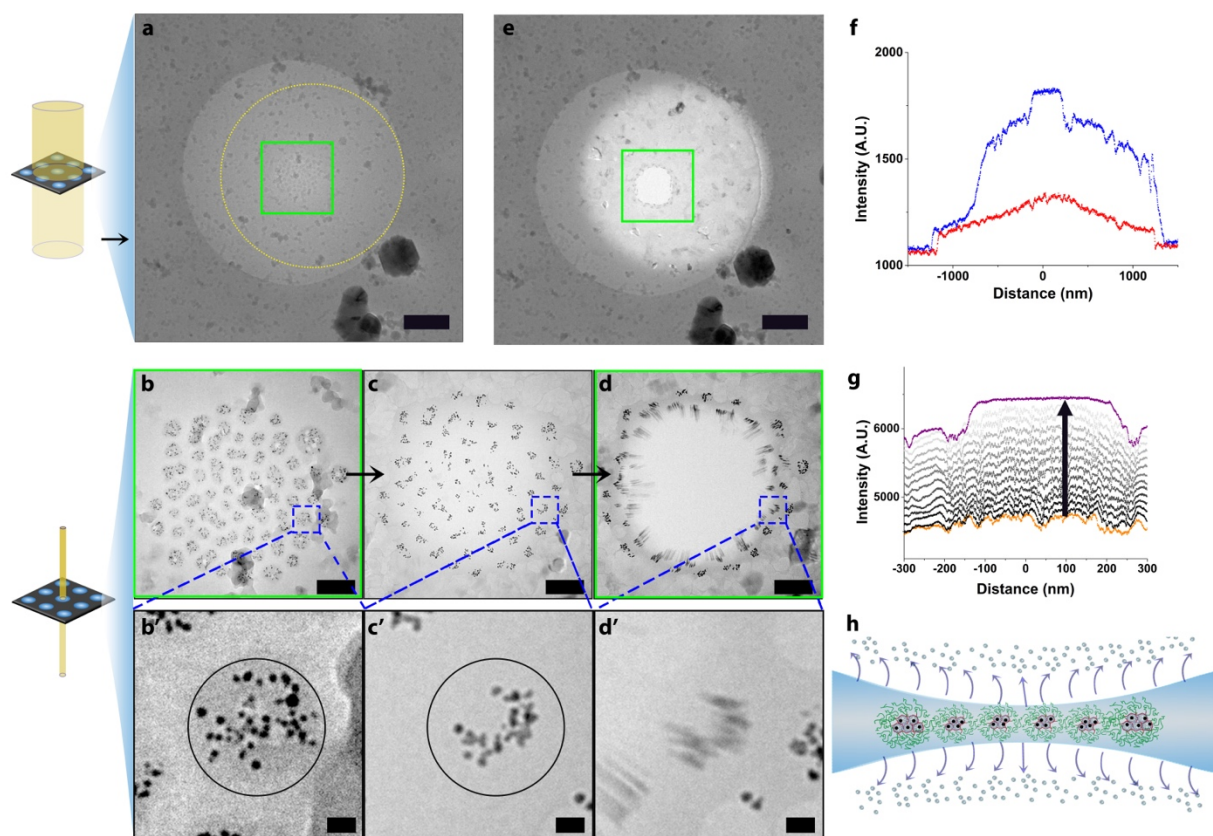 a
e
f
2000
1500
1000
Intensity (A.U.)
-1000
0
1000
Distance (nm)
b
c
d
g
6000
5000
Intensity (A.U.)
-300
-200
-100
0
100
200
300
Distance (nm)
b’
c’
d’
h